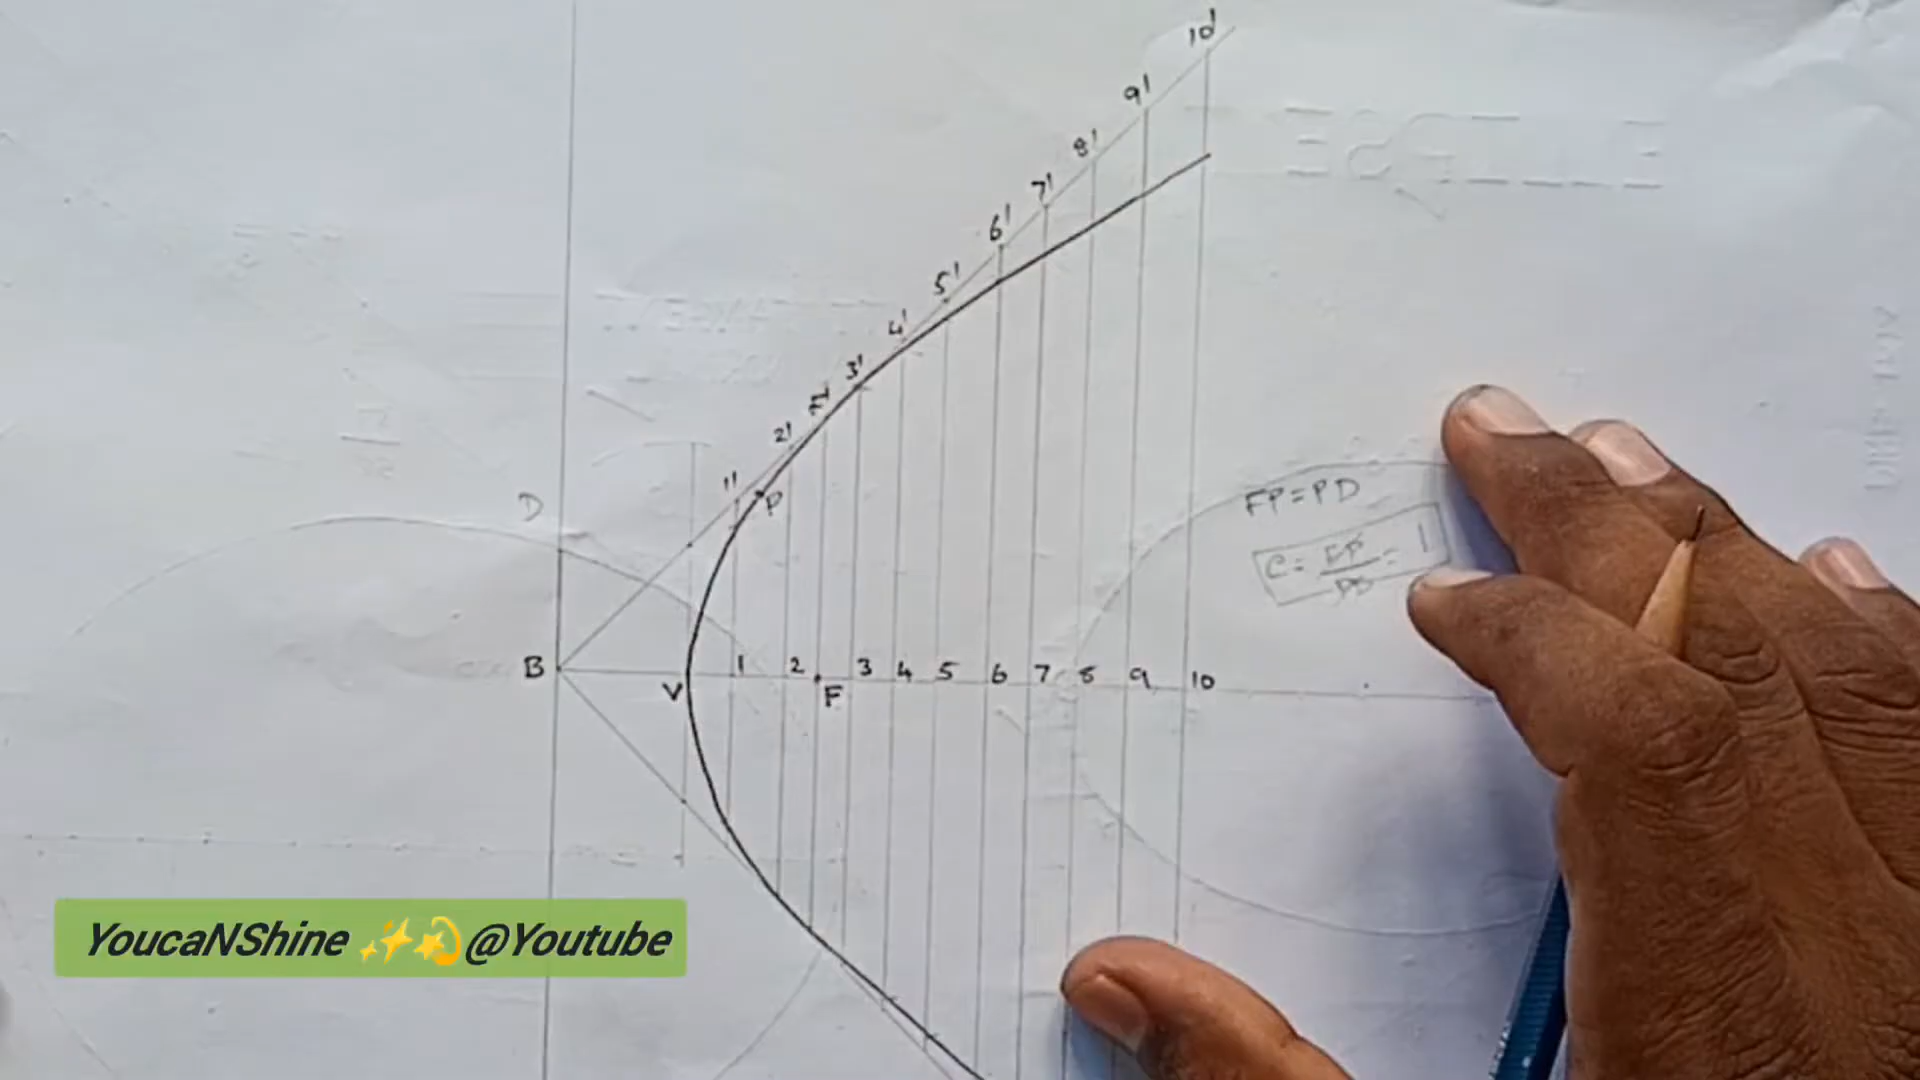 10'
9'
8'
7'
6'
5'
4'
3'
F'
2'
1'
P
D
FP=PD
e = FP/PD = 1
B
V
1
2
F
3
4
5
6
7
8
9
10
YoucaNShine ✨💫@Youtube